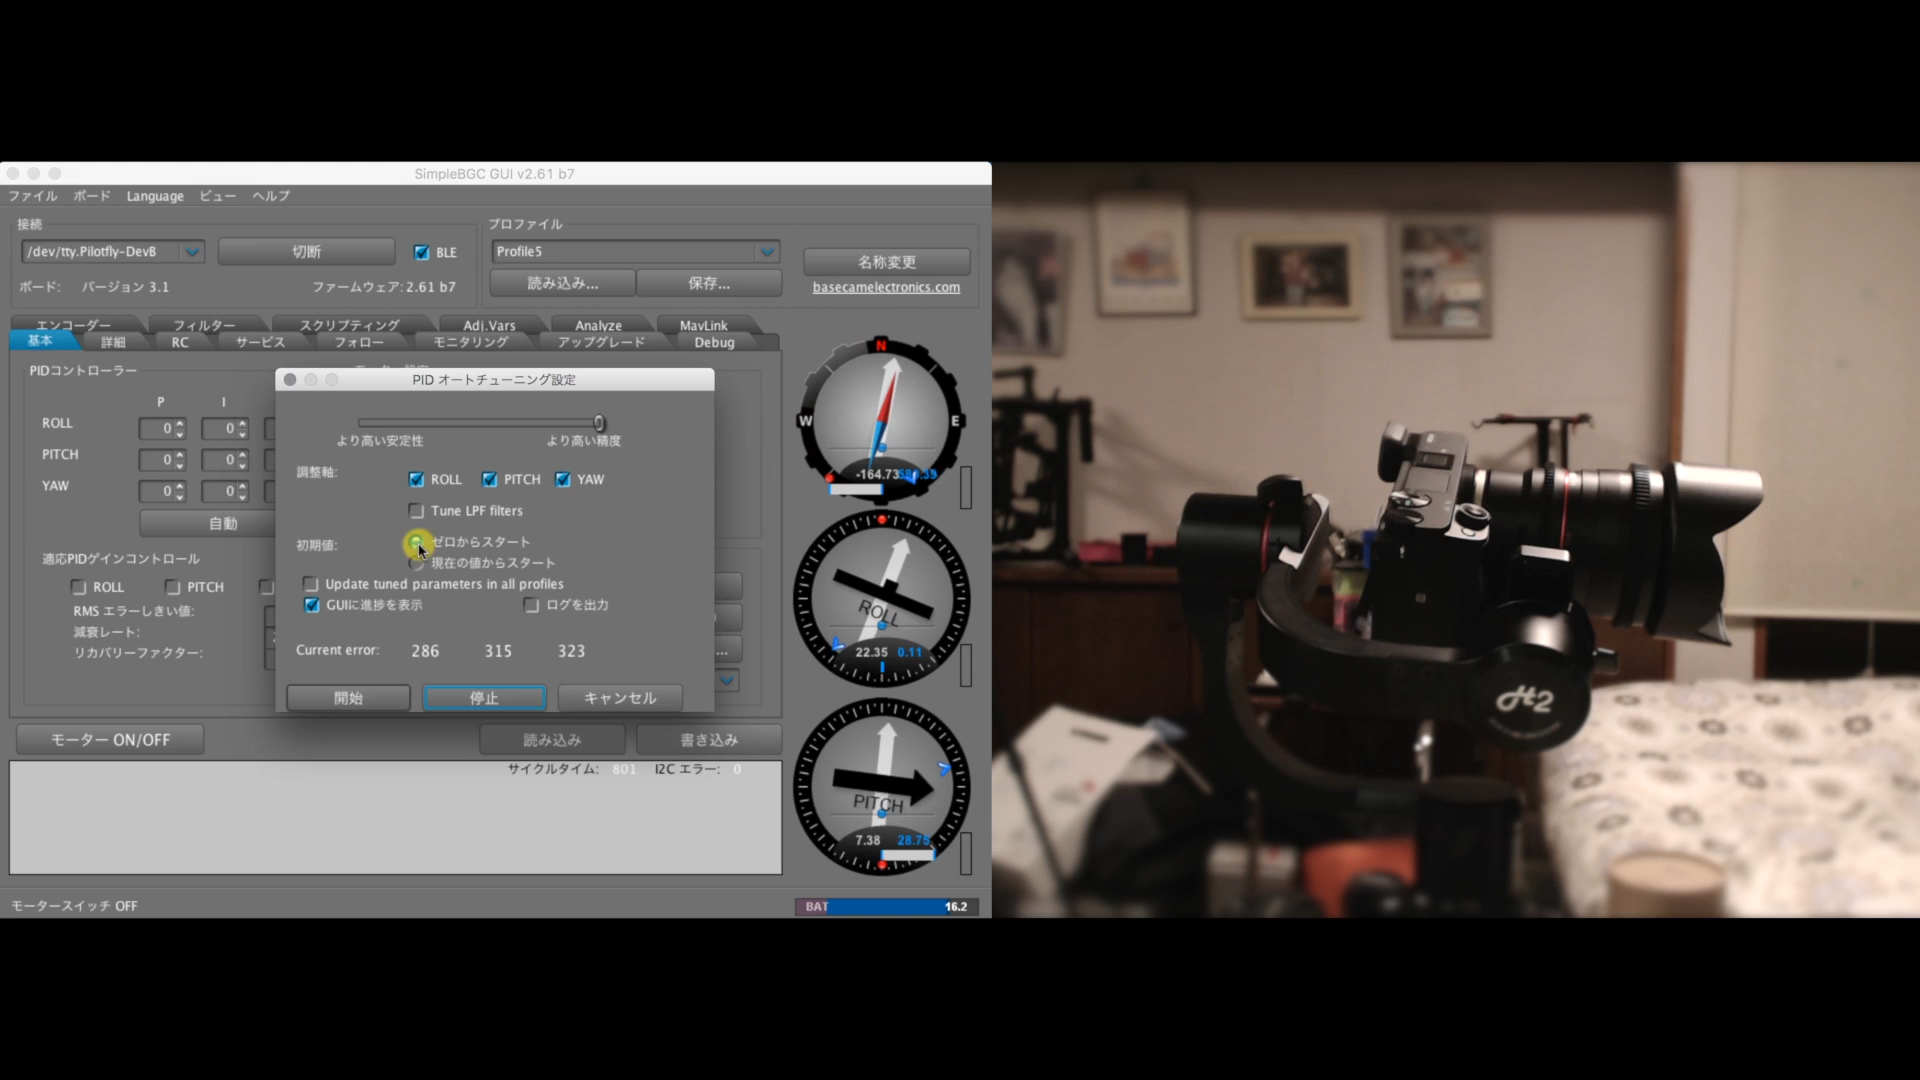 SimpleBGC GUI v2.61 b7
ファイル ボード Language ビュー ヘルプ
接続
/dev/tty.Pilotfly-DevB 切断 BLE
ボード: バージョン 3.1 ファームウェア: 2.61 b7
プロファイル
Profile5
読み込み... 保存...
名称変更
basecamelectronics.com
エンコーダー フィルター スクリプティング Adj.Vars Analyze MavLink
基本 詳細 RC サービス フォロー モニタリング アップグレード Debug
PIDコントローラー
P I
ROLL 0 0
PITCH 0 0
YAW 0 0
自動
適応PIDゲインコントロール
ROLL PITCH
RMS エラーしきい値:
減衰レート:
リカバリーファクター:
PID オートチューニング設定
より高い安定性 より高い精度
調整軸: ROLL PITCH YAW
Tune LPF filters
初期値: ゼロからスタート
現在の値からスタート
Update tuned parameters in all profiles
GUIに進捗を表示 ログを出力
Current error: 286 315 323
開始 停止 キャンセル
...
モーター ON/OFF 読み込み 書き込み
サイクルタイム: 801 I2C エラー: 0
モータースイッチ OFF
BAT 16.2
N
W E
-164.73
ROLL
22.35 0.11
PITCH
7.38 28.75
H2